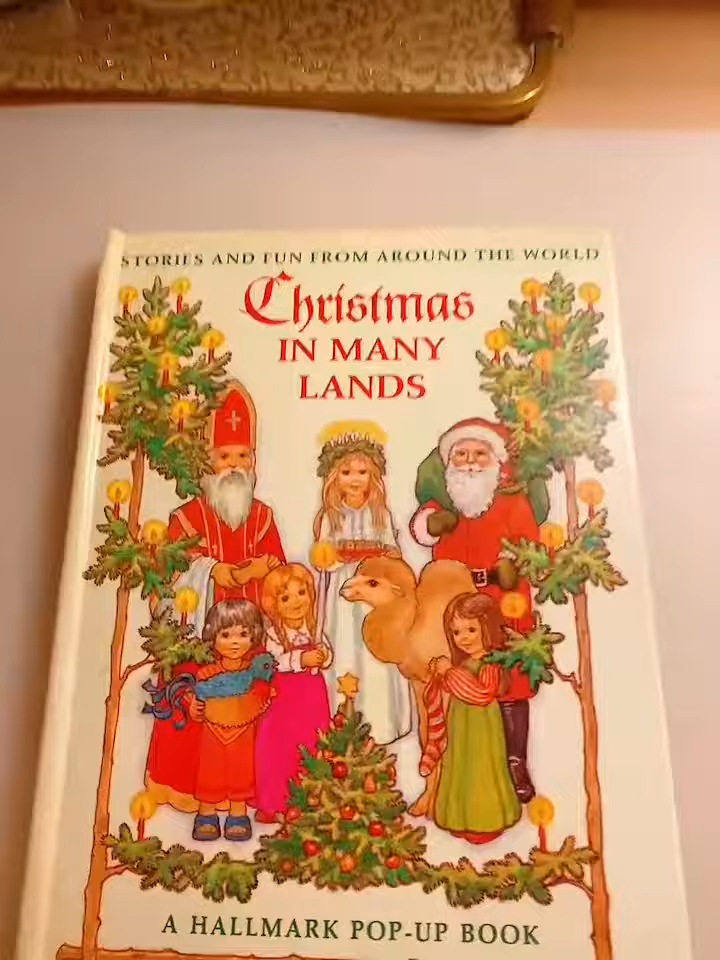 STORIES AND FUN FROM AROUND THE WORLD
Christmas
IN MANY
LANDS
A HALLMARK POP-UP BOOK